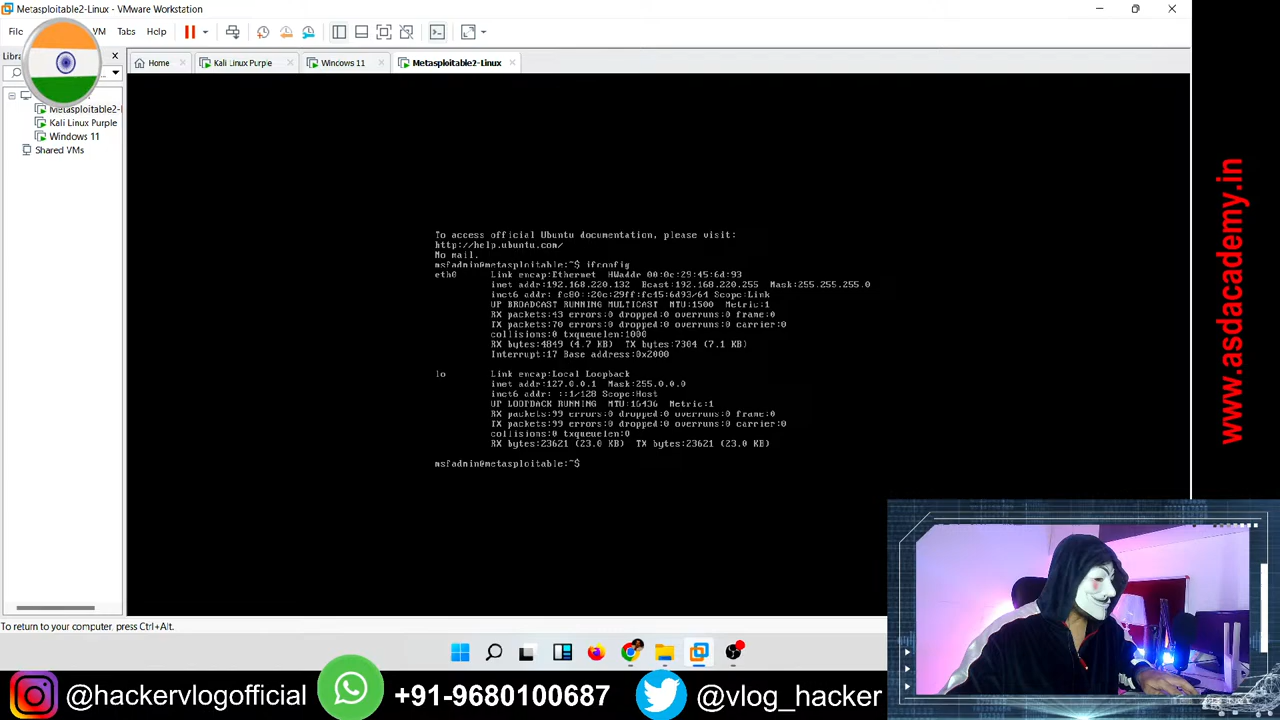 Metasploitable2-Linux - VMware Workstation
File VM Tabs Help
Home Kali Linux Purple Windows 11 Metasploitable2-Linux
Metasploitable2-L
Kali Linux Purple
Windows 11
Shared VMs
To access official Ubuntu documentation, please visit:
http://help.ubuntu.com/
No mail.
msfadmin@metasploitable:~$ ifconfig
eth0 Link encap:Ethernet HWaddr 00:0c:29:45:6d:93
inet addr:192.168.220.132 Bcast:192.168.220.255 Mask:255.255.255.0
inet6 addr: fe80::20c:29ff:fe45:6d93/64 Scope:Link
UP BROADCAST RUNNING MULTICAST MTU:1500 Metric:1
RX packets:43 errors:0 dropped:0 overruns:0 frame:0
TX packets:70 errors:0 dropped:0 overruns:0 carrier:0
collisions:0 txqueuelen:1000
RX bytes:4849 (4.7 KB) TX bytes:7304 (7.1 KB)
Interrupt:17 Base address:0x2000
lo Link encap:Local Loopback
inet addr:127.0.0.1 Mask:255.0.0.0
inet6 addr: ::1/128 Scope:Host
UP LOOPBACK RUNNING MTU:16436 Metric:1
RX packets:99 errors:0 dropped:0 overruns:0 frame:0
TX packets:99 errors:0 dropped:0 overruns:0 carrier:0
collisions:0 txqueuelen:0
RX bytes:23621 (23.0 KB) TX bytes:23621 (23.0 KB)
msfadmin@metasploitable:~$
To return to your computer, press Ctrl+Alt.
www.asdacademy.in
@hackervlogofficial +91-9680100687 @vlog_hacker